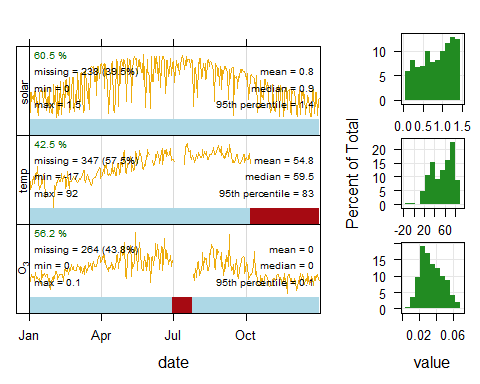 solar
60.5 %
missing = 238 (39.5%)
min = 0
max = 1.5
mean = 0.8
median = 0.9
95th percentile = 1.4
temp
42.5 %
missing = 347 (57.5%)
min = -17
max = 92
mean = 54.8
median = 59.5
95th percentile = 83
O3
56.2 %
missing = 264 (43.8%)
min = 0
max = 0.1
mean = 0
median = 0
95th percentile = 0.1
Jan Apr Jul Oct
date
Percent of Total
10
5
0
0.0 0.5 1.0 1.5
20
15
10
5
0
-20 20 60
15
10
5
0
0.02 0.06
value